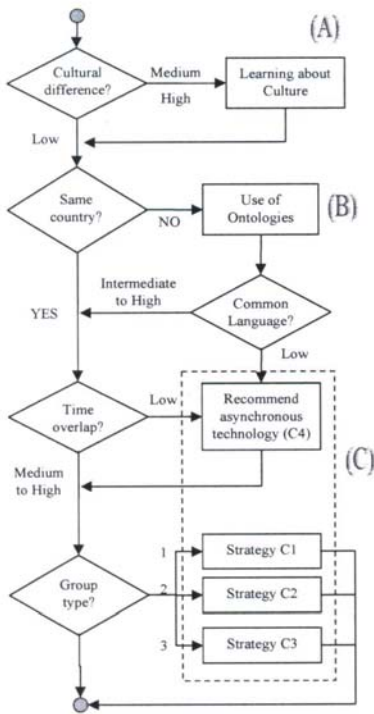 (A)
Cultural
difference?
Medium
High
Learning about
Culture
Low
Same
country?
NO
Use of
Ontologies
(B)
Intermediate
to High
Common
Language?
YES
Low
Time
overlap?
Low
Recommend
asynchronous
technology (C4)
(C)
Medium
to High
Group
type?
1
Strategy C1
2
Strategy C2
3
Strategy C3